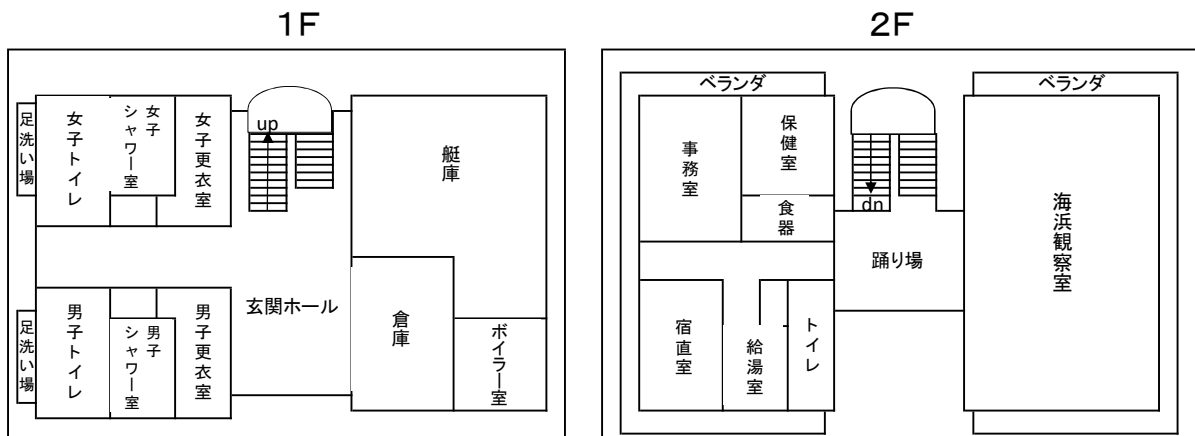 1F
足洗い場
女子トイレ
女子
シャワー室
女子更衣室
up
艇庫
足洗い場
男子トイレ
男子
シャワー室
男子更衣室
玄関ホール
倉庫
ボイラー室
2F
ベランダ
ベランダ
事務室
保健室
食器
dn
踊り場
海浜観察室
宿直室
給湯室
トイレ